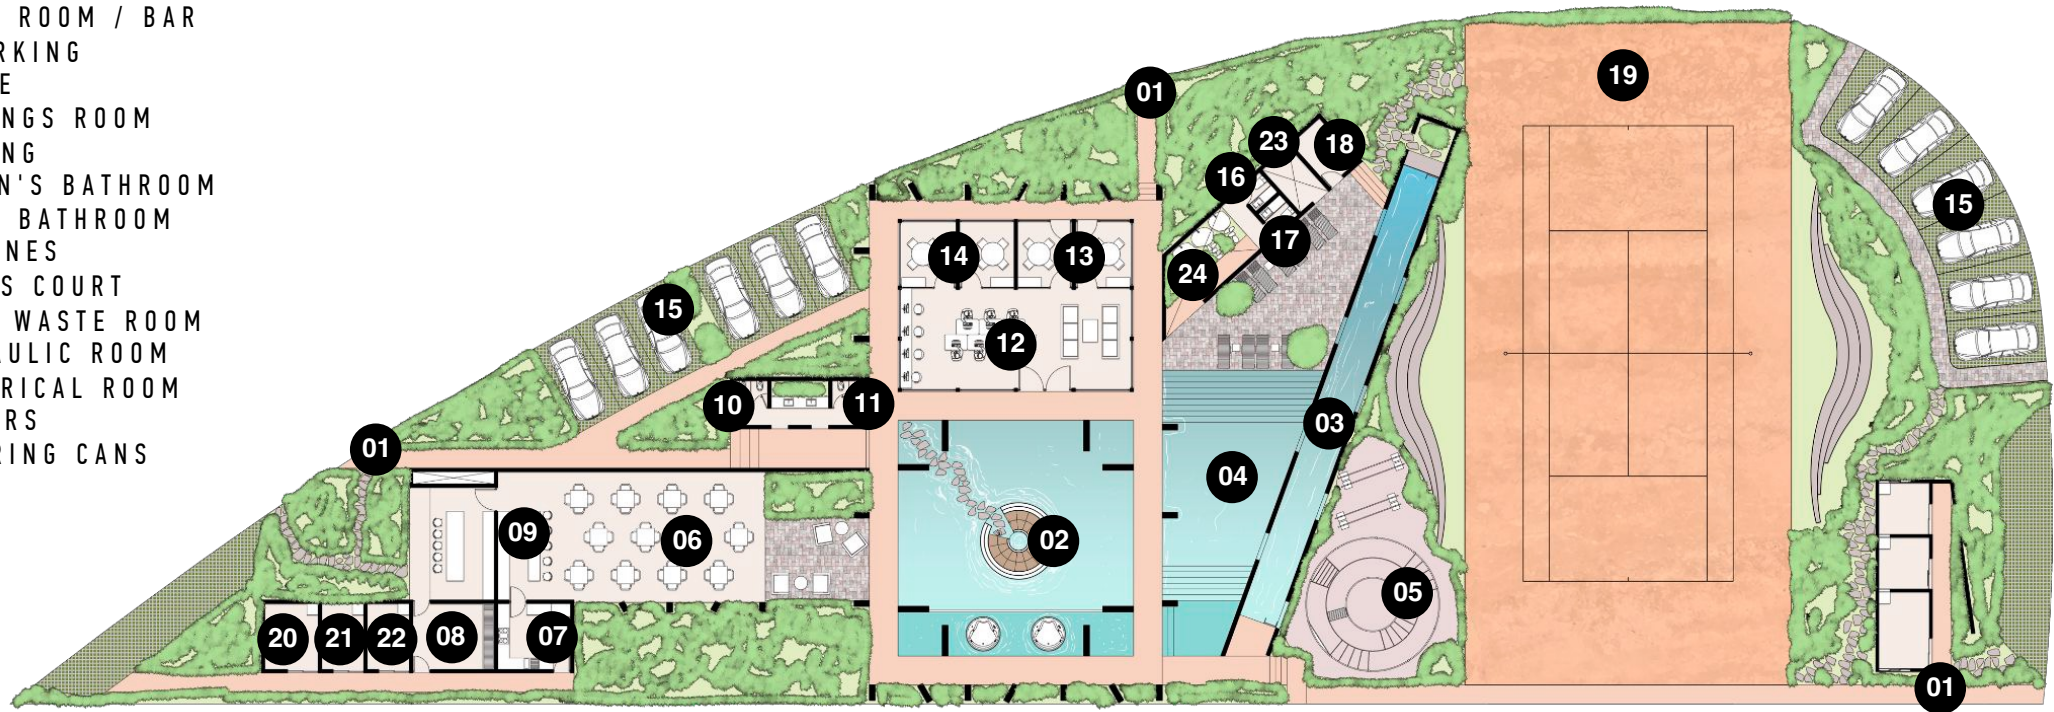 ROOM / BAR
RKING
E
NGS ROOM
NG
N'S BATHROOM
BATHROOM
NES
S COURT
WASTE ROOM
AULIC ROOM
RICAL ROOM
RS
RING CANS
19
01
23
18
16
15
17
14
13
24
15
12
10
11
03
01
04
09
06
02
05
20
21
22
08
07
01